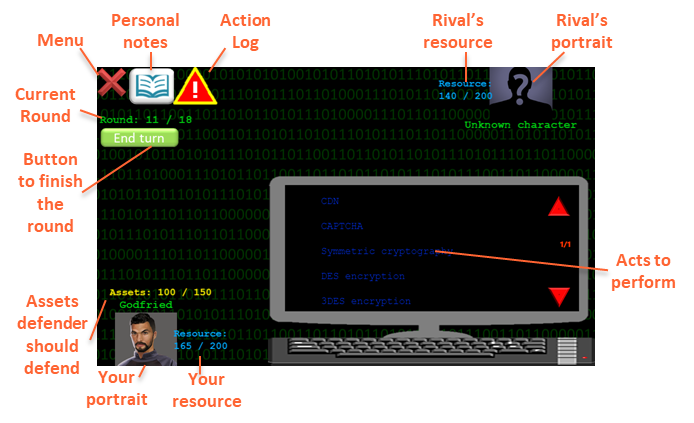 Menu
Personal
notes
Action
Log
Rival's
resource
Rival's
portrait
Current
Round
Resource:
140 / 200
Unknown character
Round: 11 / 18
End turn
Button
to finish
the
round
CDN
CAPTCHA
Symmetric cryptography
DES encryption
3DES encryption
1/1
Acts to
perform
Assets
defender
should
defend
Assets: 100 / 150
Godfried
Resource:
165 / 200
Your
portrait
Your
resource